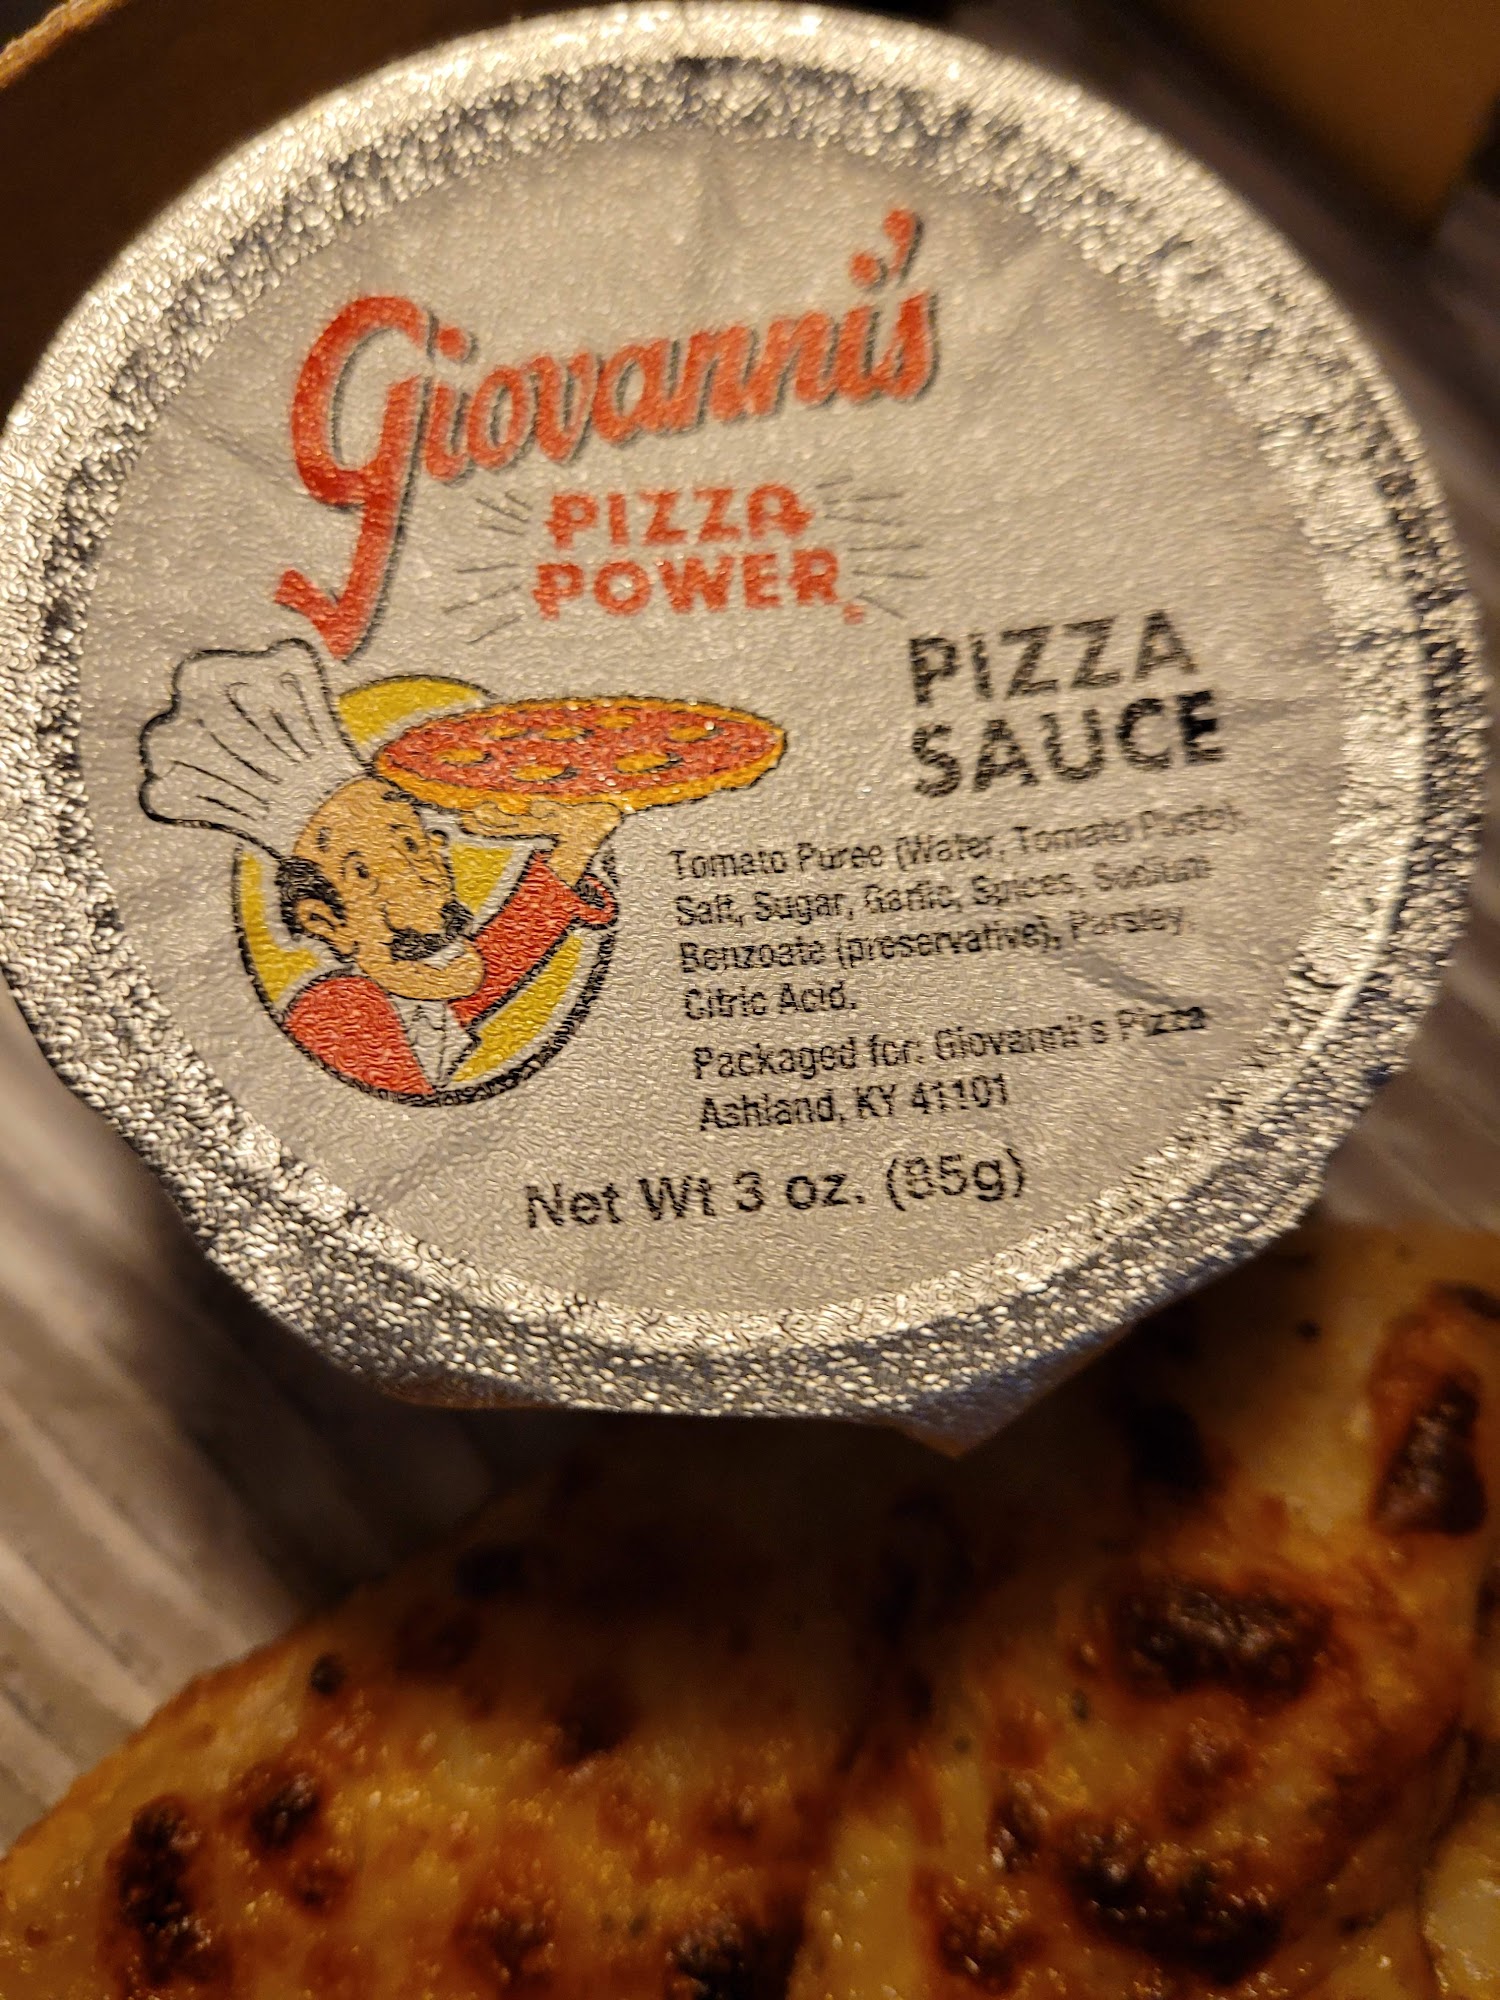 Giovanni's
PIZZA
POWER
PIZZA
SAUCE
Tomato Puree (Water, Tomato Paste),
Salt, Sugar, Garlic, Spices, Sodium
Benzoate (preservative), Parsley,
Citric Acid.
Packaged for: Giovanni's Pizza
Ashland, KY 41101
Net Wt 3 oz. (85g)